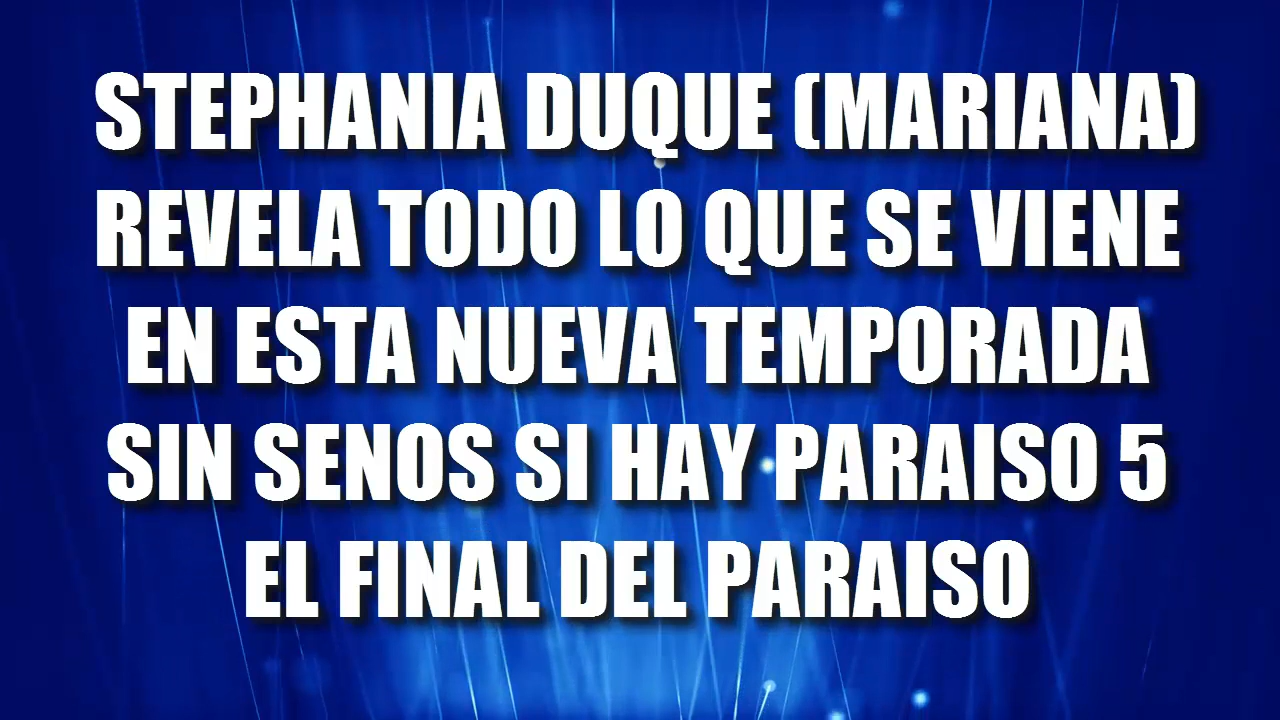 STEPHANIA DUQUE (MARIANA)
REVELA TODO LO QUE SE VIENE
EN ESTA NUEVA TEMPORADA
SIN SENOS SI HAY PARAISO 5
EL FINAL DEL PARAISO